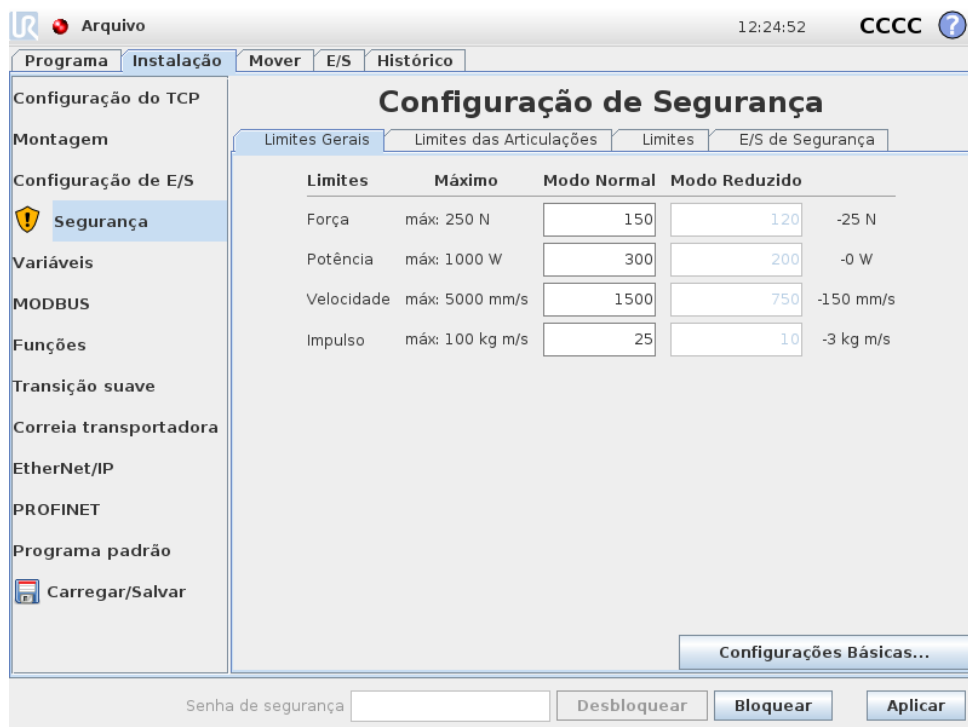 UR Arquivo 12:24:52 CCCC ?
Programa Instalação Mover E/S Histórico
Configuração do TCP
Montagem
Configuração de E/S
Segurança
Variáveis
MODBUS
Funções
Transição suave
Correia transportadora
EtherNet/IP
PROFINET
Programa padrão
Carregar/Salvar
Configuração de Segurança
Limites Gerais Limites das Articulações Limites E/S de Segurança
Limites Máximo Modo Normal Modo Reduzido
Força máx: 250 N 150 120 -25 N
Potência máx: 1000 W 300 200 -0 W
Velocidade máx: 5000 mm/s 1500 750 -150 mm/s
Impulso máx: 100 kg m/s 25 10 -3 kg m/s
Configurações Básicas...
Senha de segurança Desbloquear Bloquear Aplicar